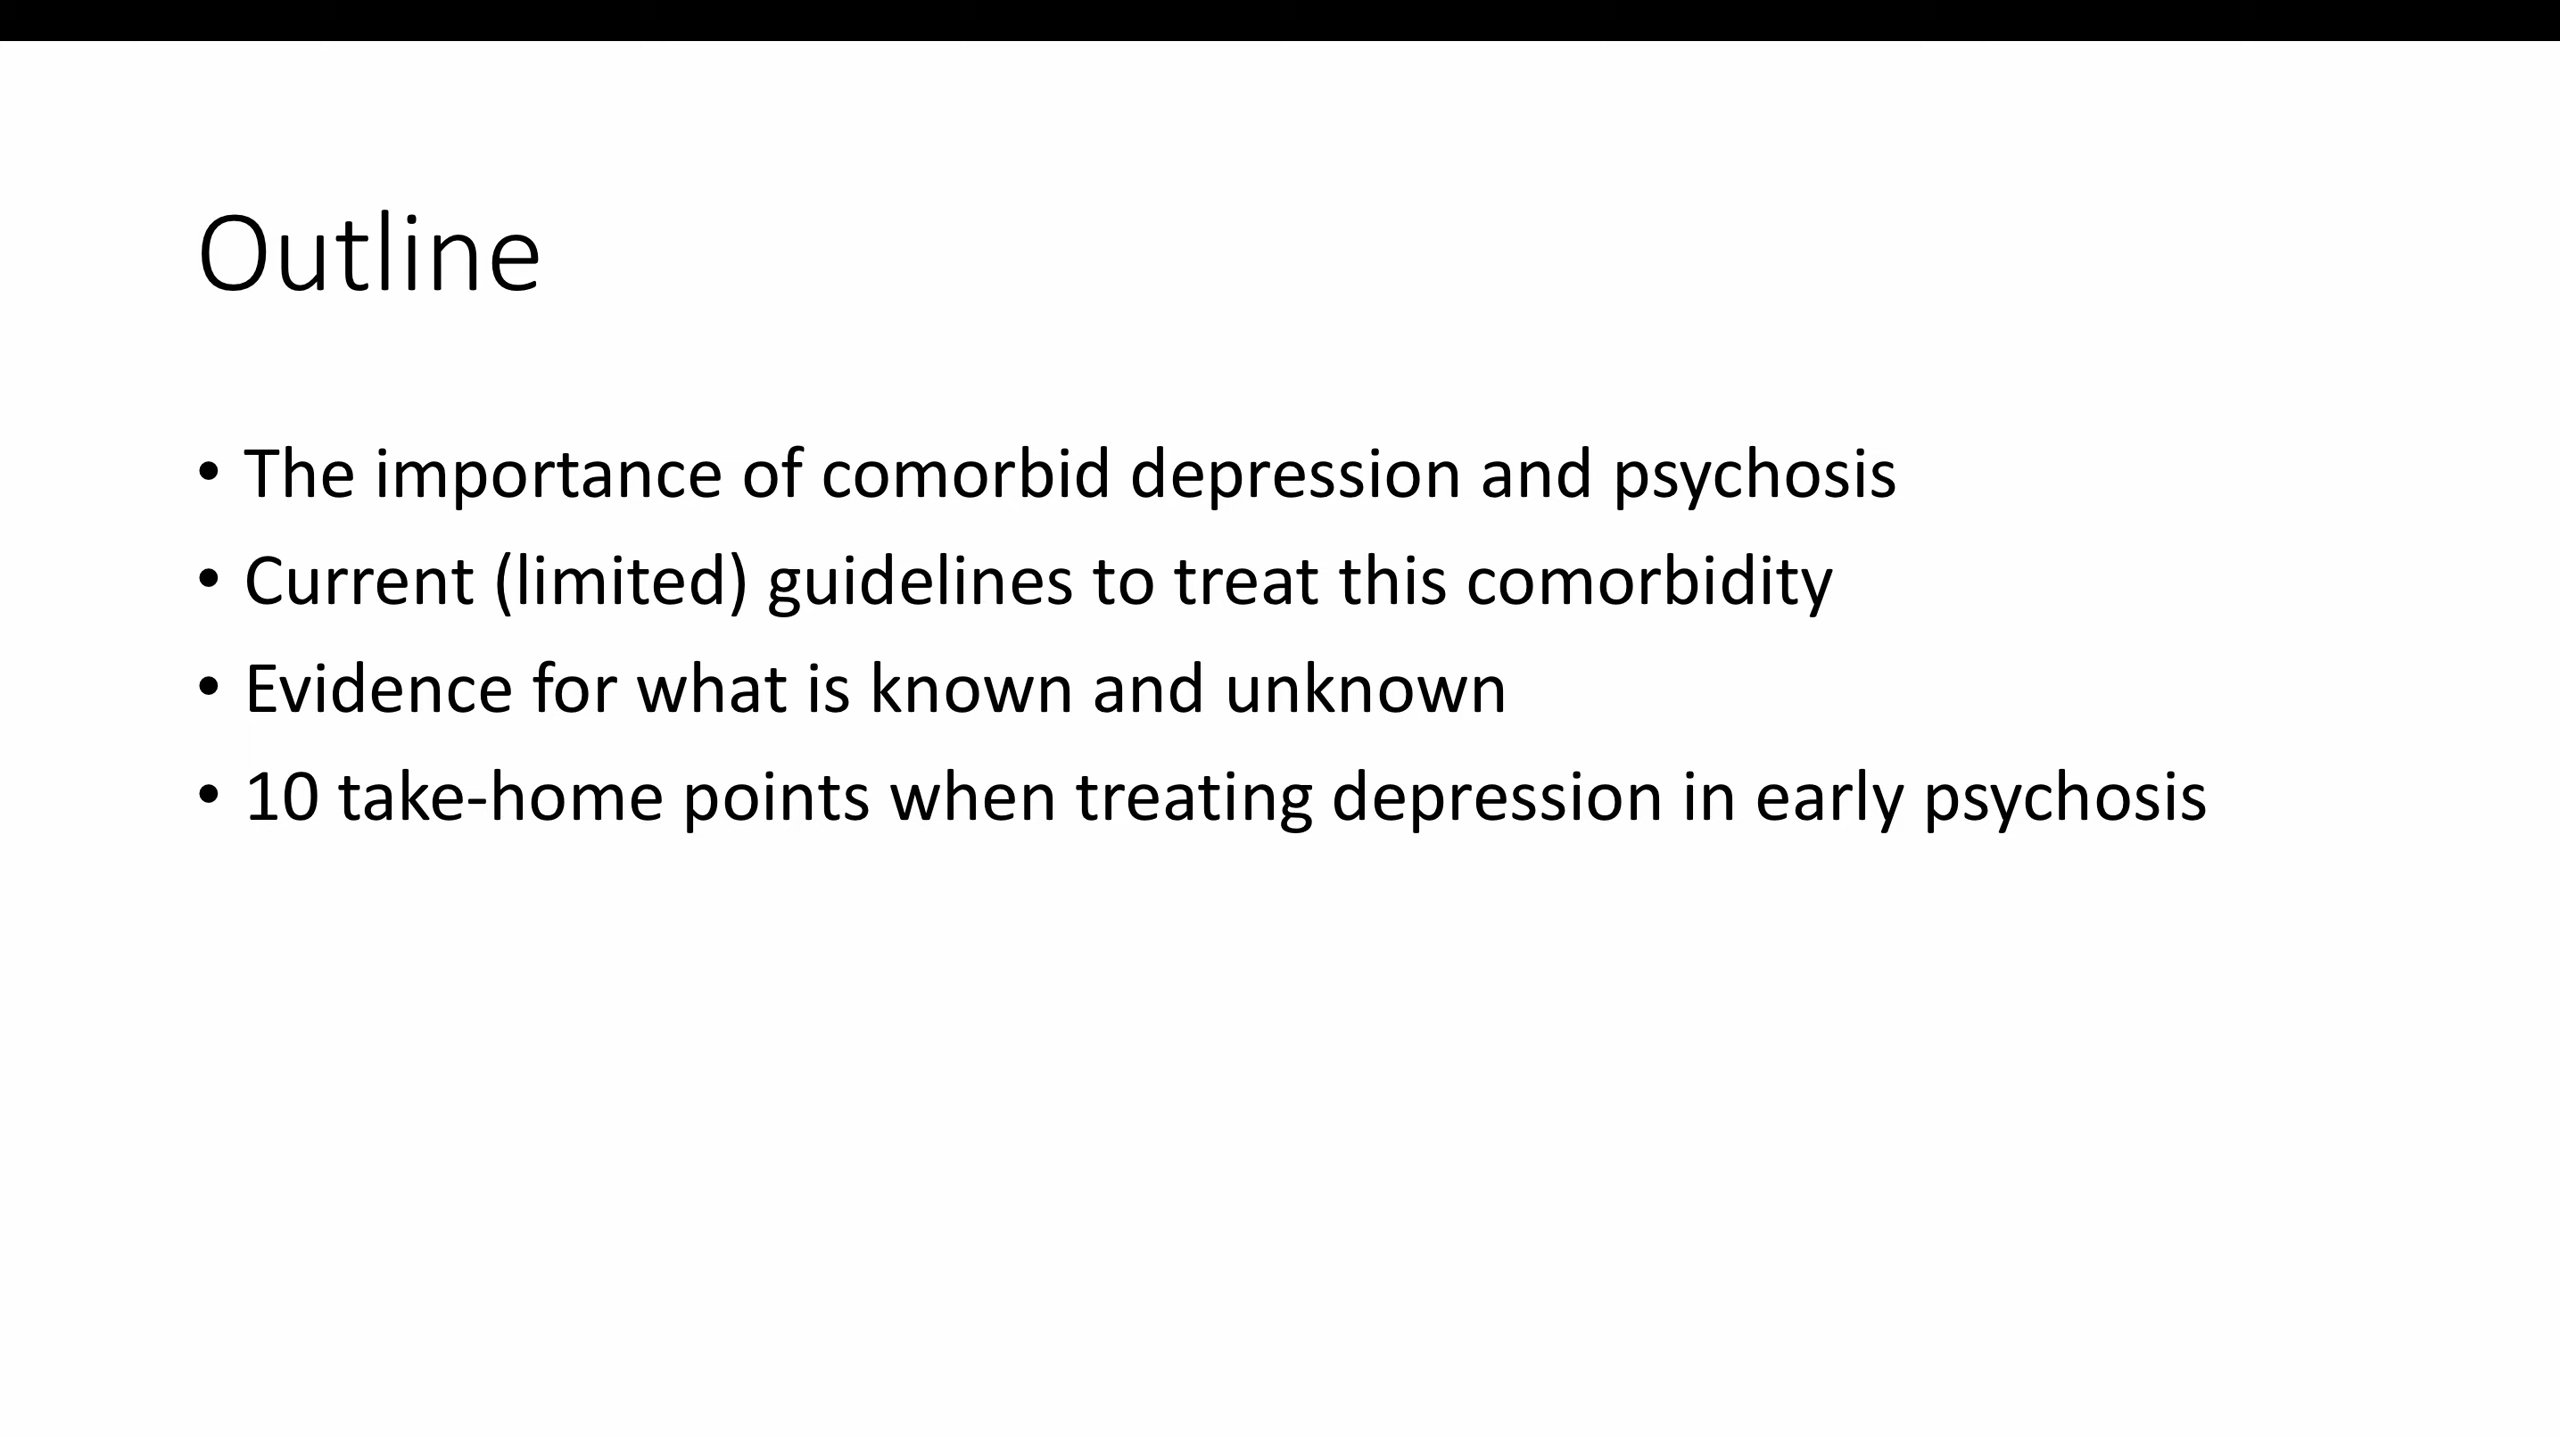 Outline
• The importance of comorbid depression and psychosis
• Current (limited) guidelines to treat this comorbidity
• Evidence for what is known and unknown
• 10 take-home points when treating depression in early psychosis